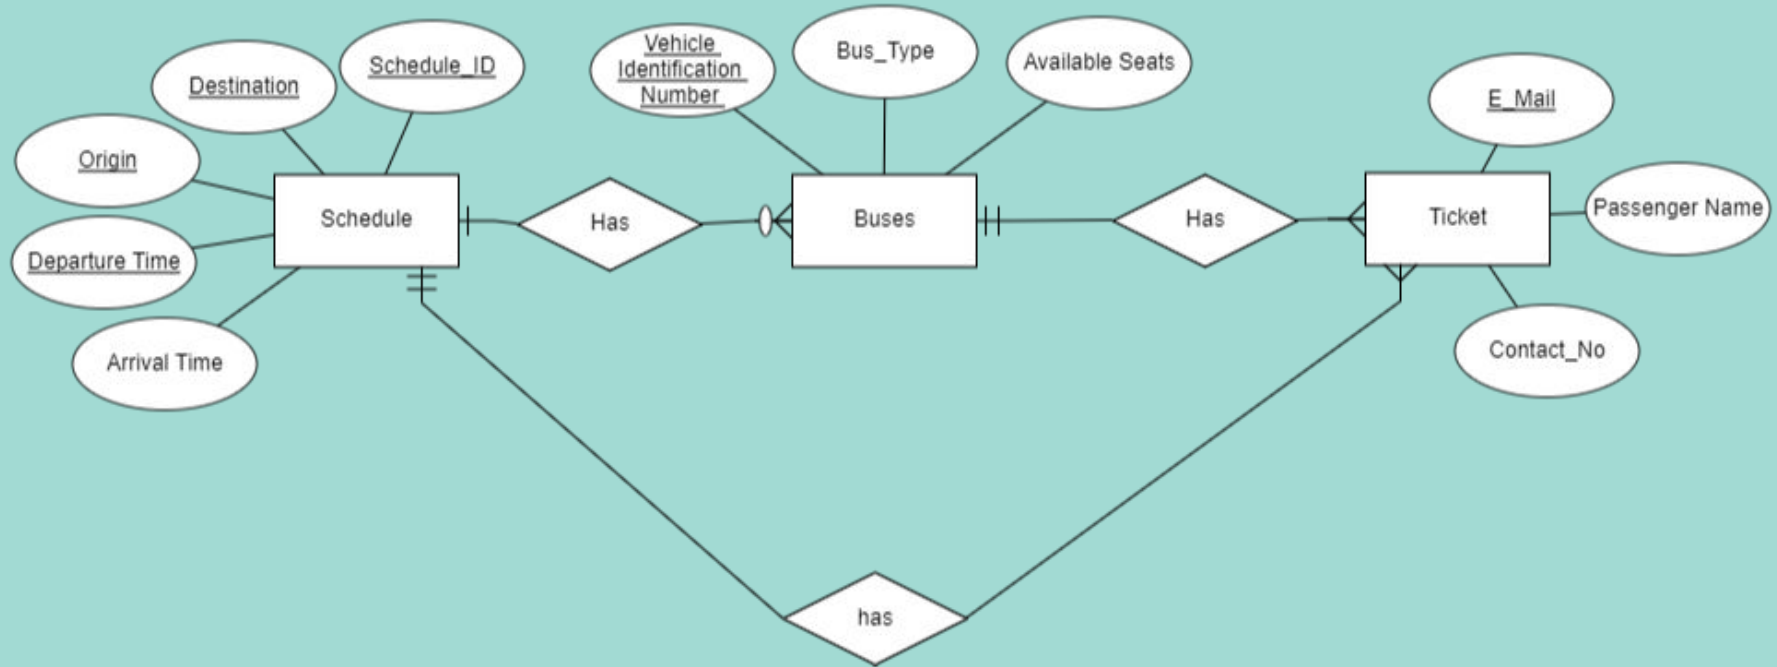 Schedule_ID
Destination
Origin
Departure Time
Arrival Time
Schedule
Has
Vehicle
Identification
Number
Bus_Type
Available Seats
Buses
Has
E_Mail
Passenger Name
Ticket
Contact_No
has